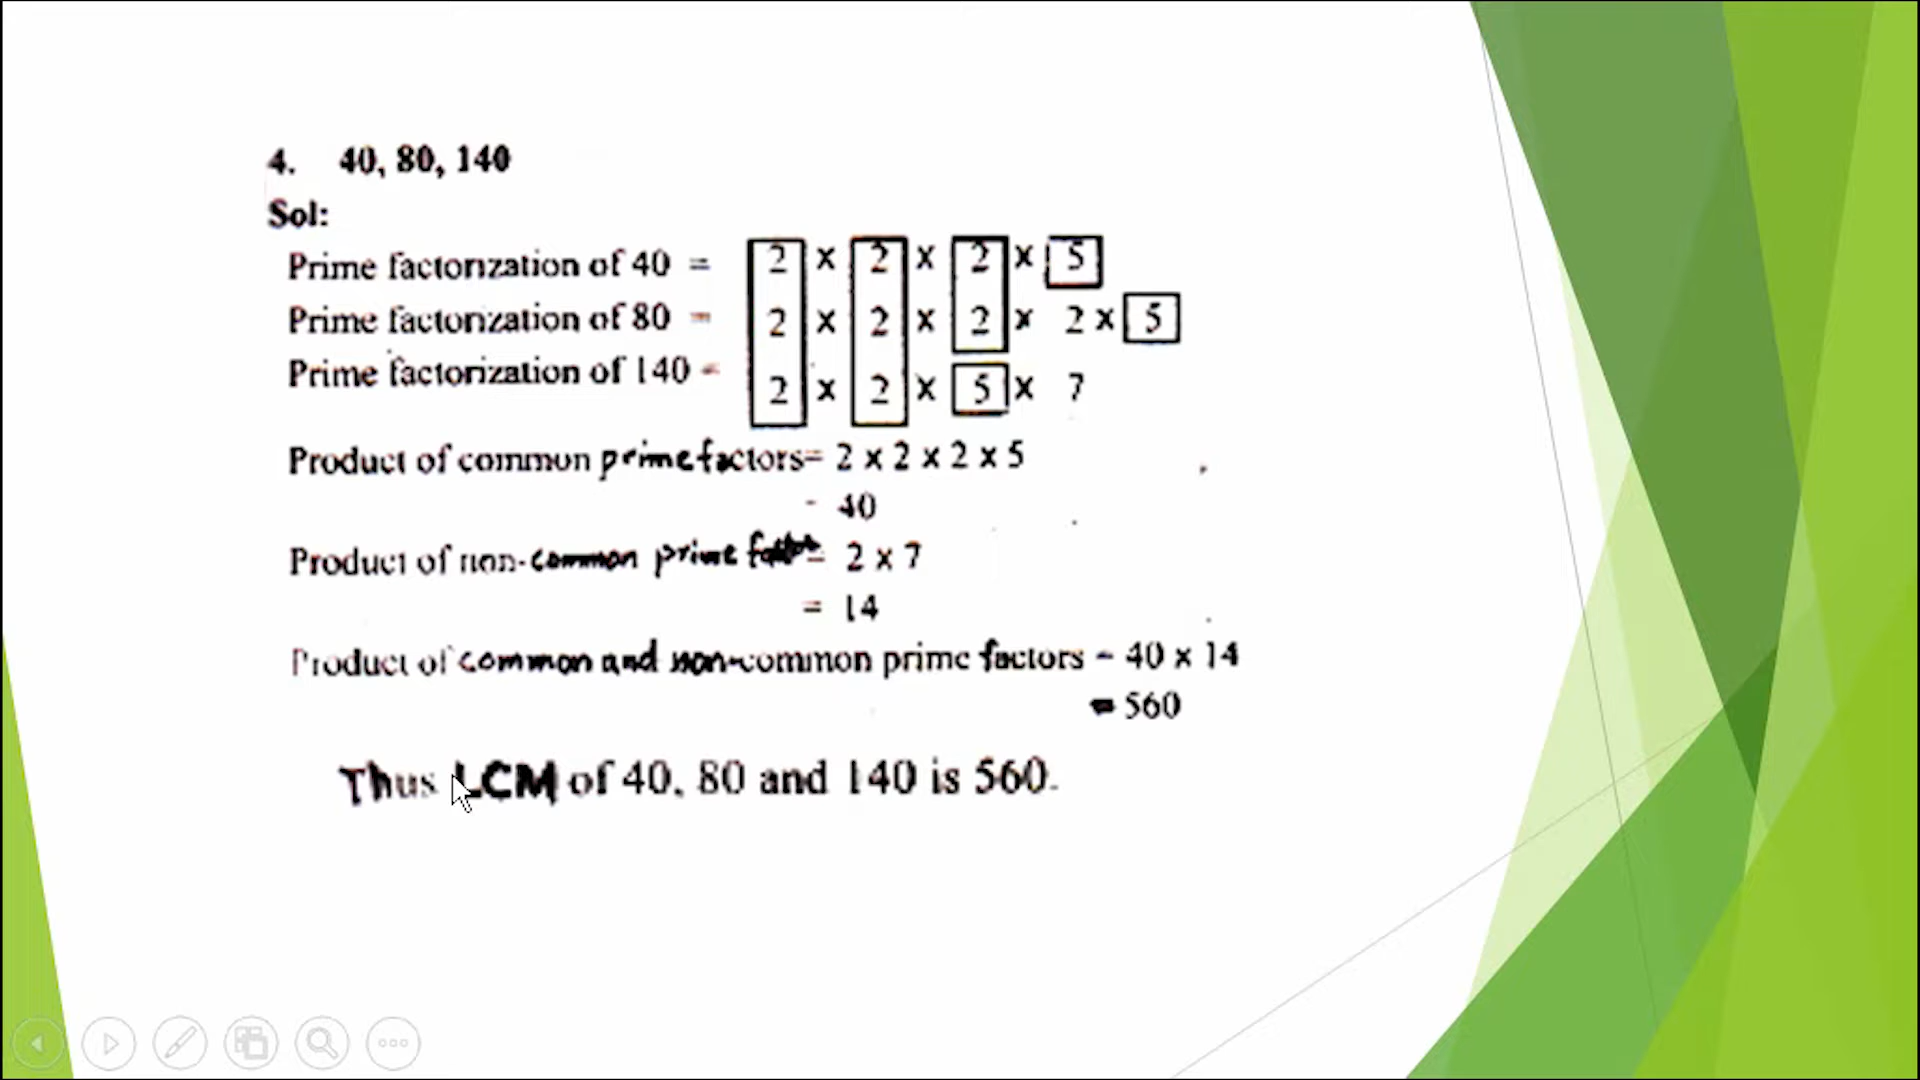 4. 40, 80, 140
Sol:
Prime factorization of 40 = 2 × 2 × 2 × 5
Prime factorization of 80 = 2 × 2 × 2 × 2 × 5
Prime factorization of 140 = 2 × 2 × 5 × 7
Product of common prime factors = 2 × 2 × 2 × 5
- 40
Product of non-common prime factor = 2 × 7
= 14
Product of common and non-common prime factors - 40 × 14
= 560
Thus LCM of 40, 80 and 140 is 560.